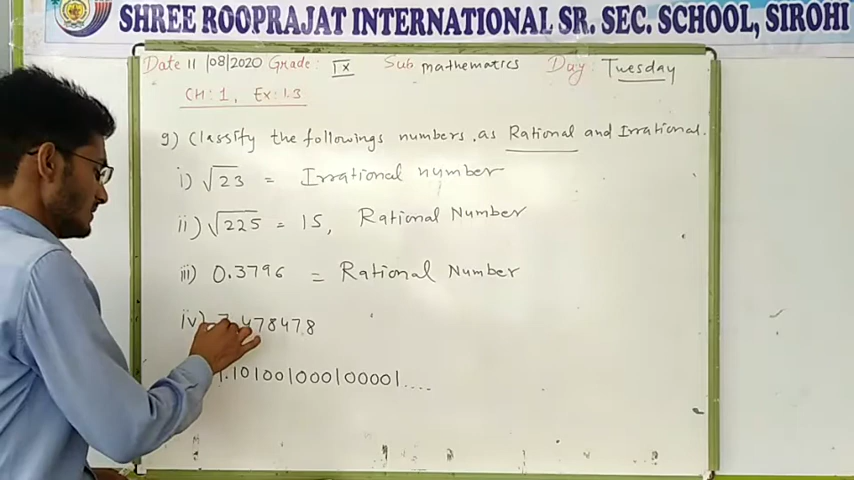 SHREE ROOPRAJAT INTERNATIONAL SR. SEC. SCHOOL, SIROHI
Date 11/08/2020 Grade: IX Sub. mathematics Day: Tuesday
CH: 1, Ex: 1.3
9) Classify the followings numbers as Rational and Irrational.
i) √23 = Irrational number
ii) √225 = 15, Rational Number
iii) 0.3796 = Rational Number
iv) 7.478478
1.101001000100001....